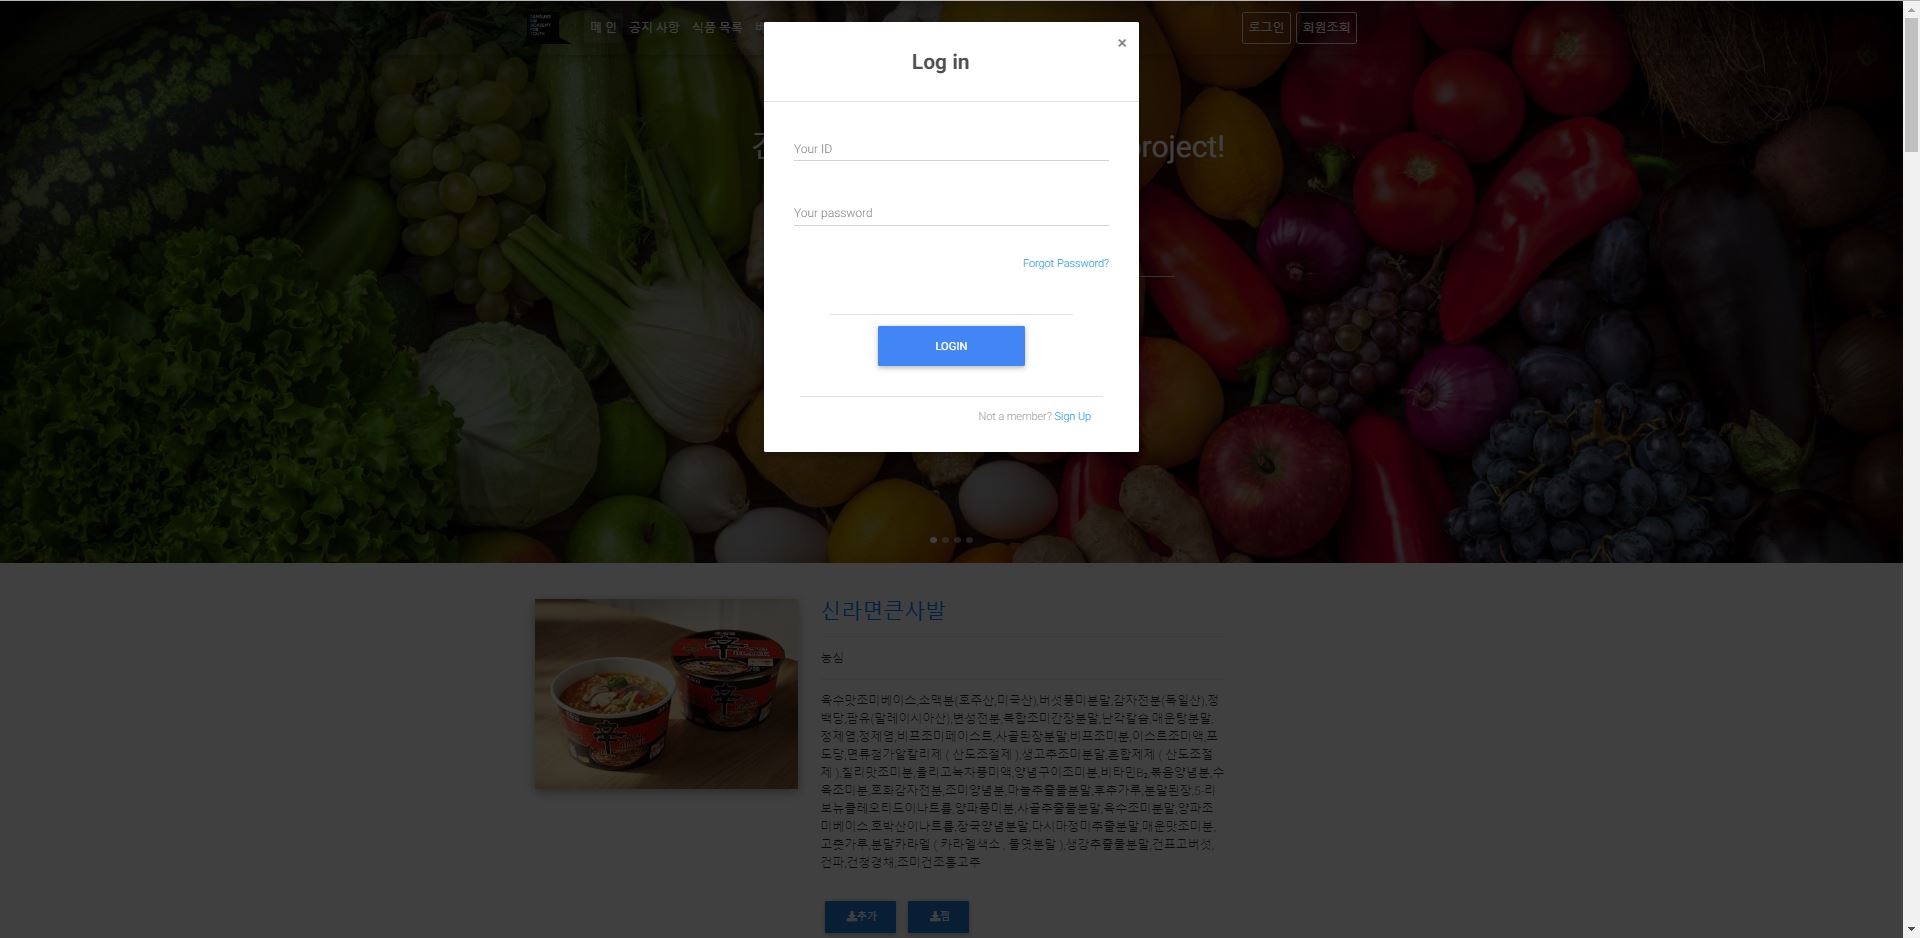 SAMSUNG
SW
ACADEMY
FOR
YOUTH
메 인
공지 사항
식품 목록
로그인
회원조회
×
Log in
Your ID
Your password
Forgot Password?
LOGIN
Not a member? Sign Up
roject!
신라면큰사발
농심
육수맛조미베이스,소맥분(호주산,미국산),버섯풍미분말,감자전분(독일산),정
백당,팜유(말레이시아산),변성전분,복합조미간장분말,난각칼슘,매운탕분말,
정제염,정제염,비프조미페이스트,사골된장분말,비프조미분,이스트조미액,포
도당,면류첨가알칼리제 ( 산도조절제 ),생고추조미분말,혼합제제 ( 산도조절
제 ),칠리맛조미분,올리고녹차풍미액,양념구이조미분,비타민B₂,볶음양념분,수
육조미분,호화감자전분,조미양념분,마늘추출물분말,후추가루,분말된장,5-리
보뉴클레오티드이나트륨,양파풍미분,사골추출물분말,육수조미분말,양파조
미베이스,호박산이나트륨,장국양념분말,다시마정미추출분말,매운맛조미분,
고춧가루,분말카라멜 ( 카라멜색소 , 물엿분말 ),생강추출물분말,건표고버섯,
건파,건청경채,조미건조홍고추
추가
찜